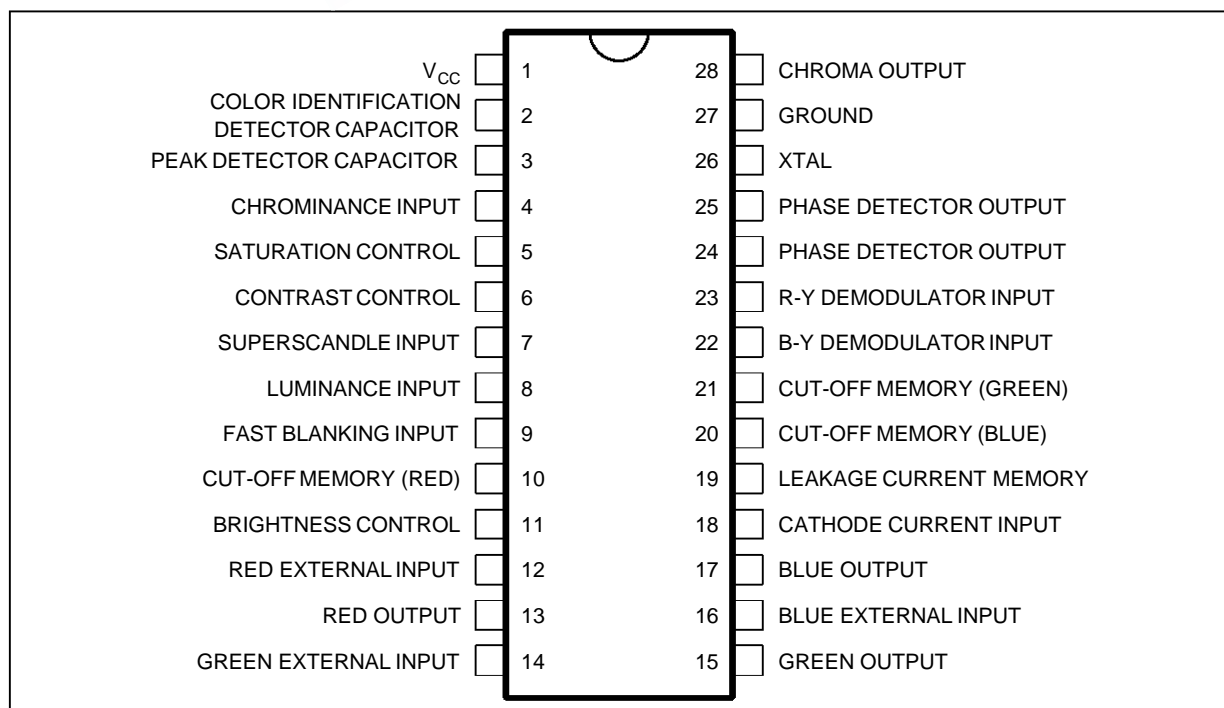 V_CC 1 28 CHROMA OUTPUT
COLOR IDENTIFICATION
DETECTOR CAPACITOR 2 27 GROUND
PEAK DETECTOR CAPACITOR 3 26 XTAL
CHROMINANCE INPUT 4 25 PHASE DETECTOR OUTPUT
SATURATION CONTROL 5 24 PHASE DETECTOR OUTPUT
CONTRAST CONTROL 6 23 R-Y DEMODULATOR INPUT
SUPERSCANDLE INPUT 7 22 B-Y DEMODULATOR INPUT
LUMINANCE INPUT 8 21 CUT-OFF MEMORY (GREEN)
FAST BLANKING INPUT 9 20 CUT-OFF MEMORY (BLUE)
CUT-OFF MEMORY (RED) 10 19 LEAKAGE CURRENT MEMORY
BRIGHTNESS CONTROL 11 18 CATHODE CURRENT INPUT
RED EXTERNAL INPUT 12 17 BLUE OUTPUT
RED OUTPUT 13 16 BLUE EXTERNAL INPUT
GREEN EXTERNAL INPUT 14 15 GREEN OUTPUT